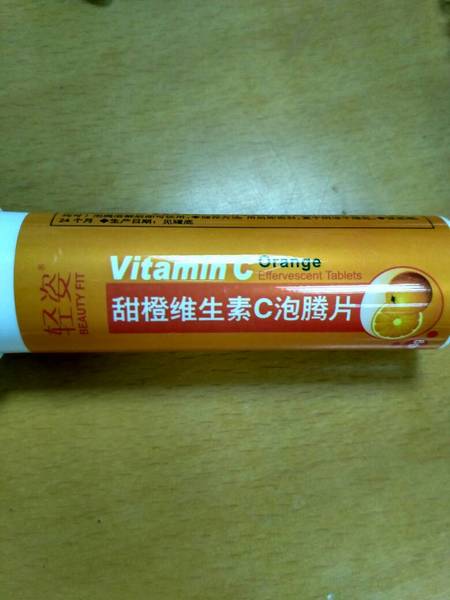 24个月 ◆生产日期：见罐底
轻姿®
BEAUTY FIT
Vitamin C Orange
Effervescent Tablets
甜橙维生素C泡腾片